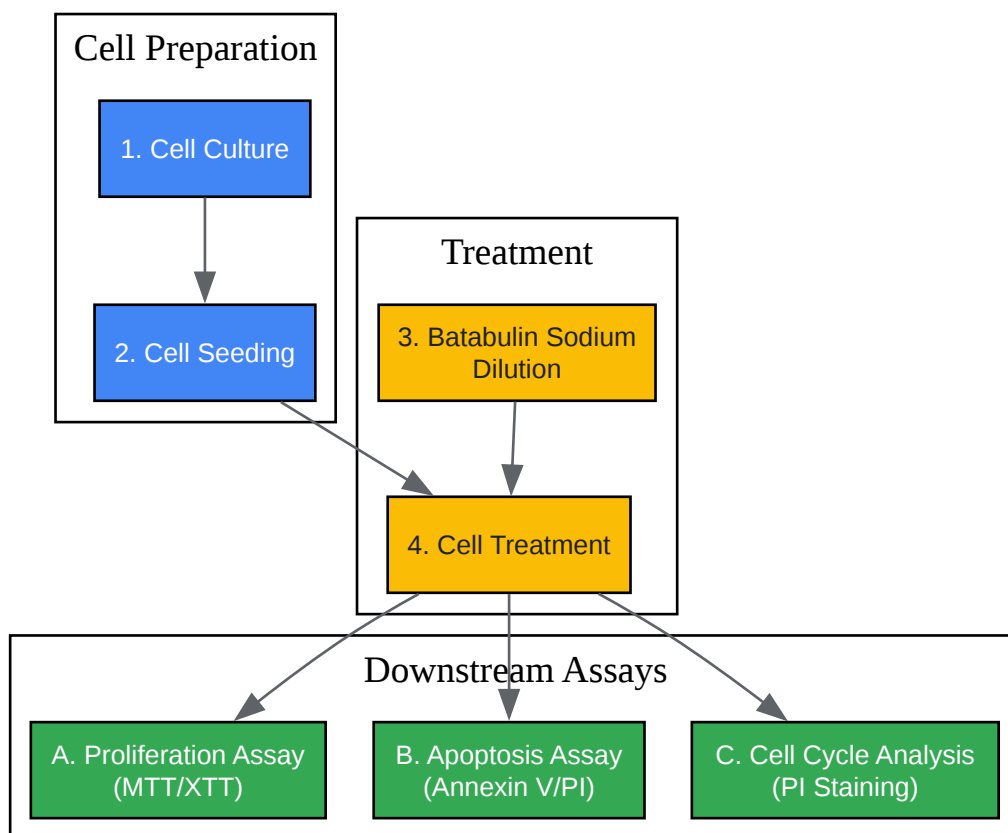 Cell Preparation
1. Cell Culture
2. Cell Seeding
Treatment
3. Batabulin Sodium
Dilution
4. Cell Treatment
Downstream Assays
A. Proliferation Assay
(MTT/XTT)
B. Apoptosis Assay
(Annexin V/PI)
C. Cell Cycle Analysis
(PI Staining)